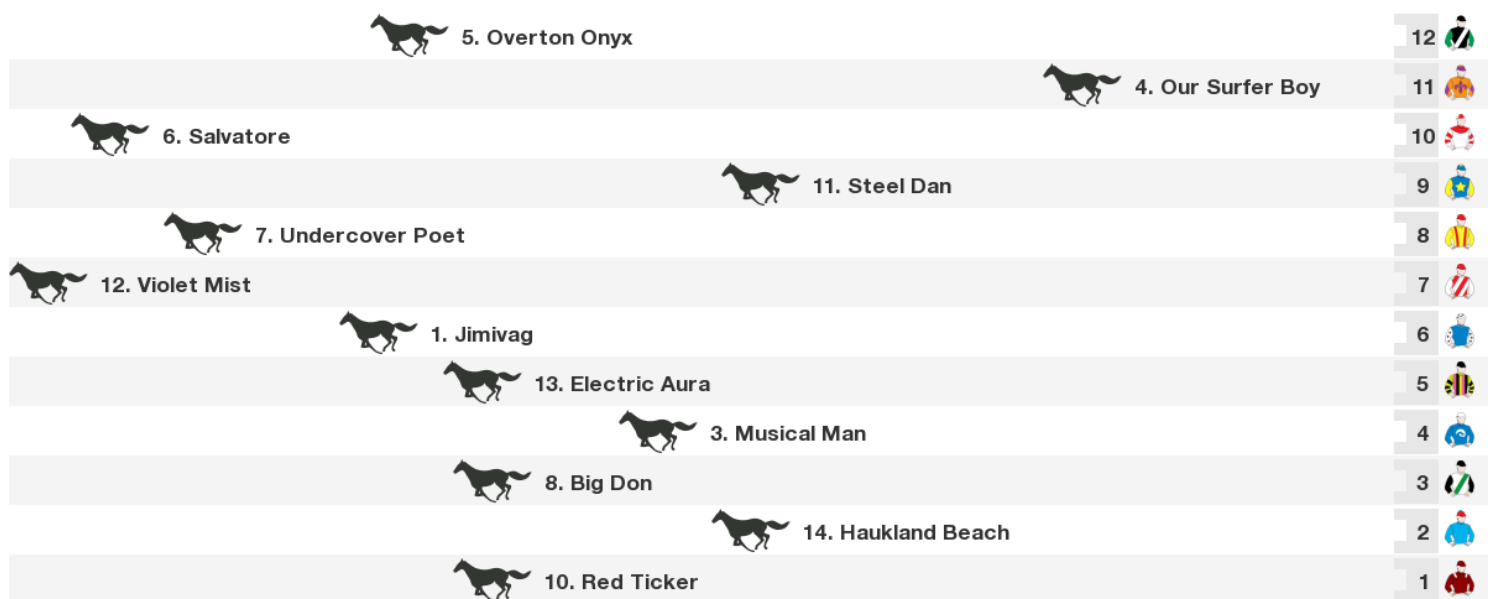 5. Overton Onyx 12
4. Our Surfer Boy 11
6. Salvatore 10
11. Steel Dan 9
7. Undercover Poet 8
12. Violet Mist 7
1. Jimivag 6
13. Electric Aura 5
3. Musical Man 4
8. Big Don 3
14. Haukland Beach 2
10. Red Ticker 1